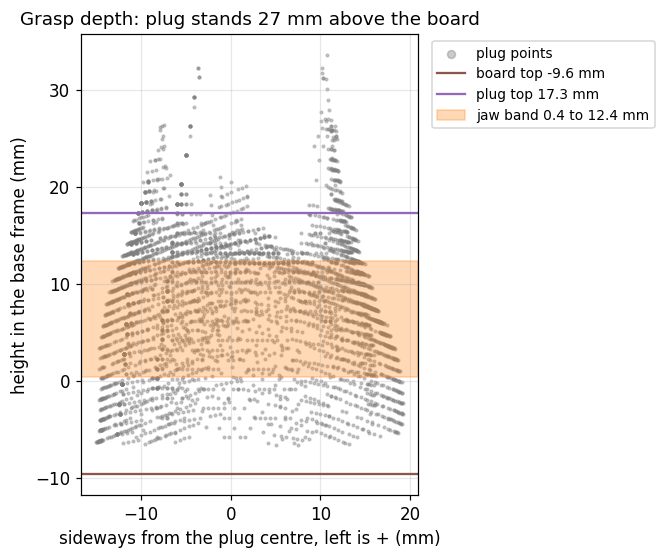 Grasp depth: plug stands 27 mm above the board
plug points
board top -9.6 mm
plug top 17.3 mm
jaw band 0.4 to 12.4 mm
height in the base frame (mm)
30
20
10
0
−10
−10
0
10
20
sideways from the plug centre, left is + (mm)